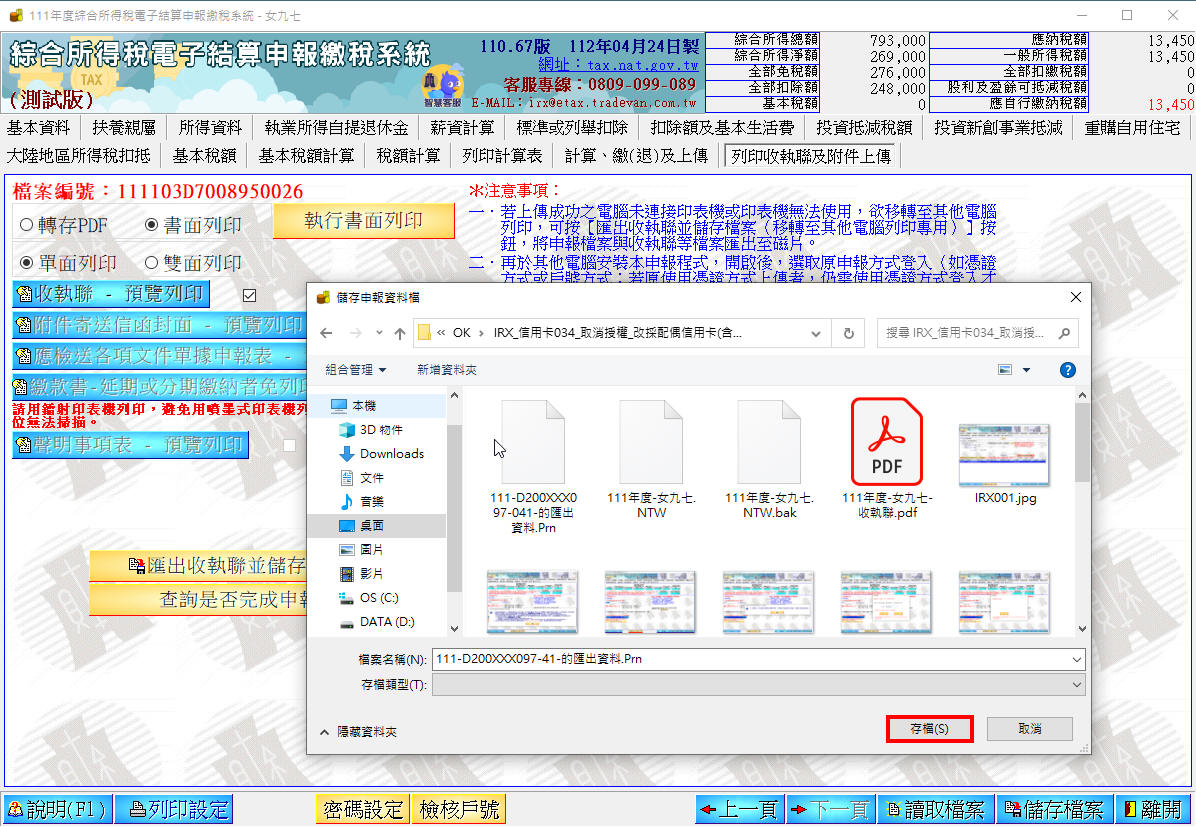 111年度綜合所得稅電子結算申報繳稅系統 - 女九七
綜合所得稅電子結算申報繳稅系統
TAX
(測試版)
110.67版 112年04月24日製
網址：tax.nat.gov.tw
客服專線：0809-099-089
E-MAIL：irx@etax.tradevan.com.tw
智慧客服
綜合所得總額 793,000 應納稅額 13,450
綜合所得淨額 269,000 一般所得稅額 13,450
全部免稅額 276,000 全部扣繳稅額 0
全部扣除額 248,000 股利及盈餘可抵減稅額 0
基本稅額 0 應自行繳納稅額 13,450
基本資料 扶養親屬 所得資料 執業所得自提退休金 薪資計算 標準或列舉扣除 扣除額及基本生活費 投資抵減稅額 投資新創事業抵減 重購自用住宅
大陸地區所得稅扣抵 基本稅額 基本稅額計算 稅額計算 列印計算表 計算、繳(退)及上傳 列印收執聯及附件上傳
檔案編號：111103D7008950026
轉存PDF 書面列印 執行書面列印
單面列印 雙面列印
收執聯 - 預覽列印
附件寄送信函封面 - 預覽列印
應檢送各項文件單據申報表 -
繳款書-延期或分期繳納者免列印
請用鐳射印表機列印，避免用噴墨式印表機列
位無法掃描。
聲明事項表 - 預覽列印
匯出收執聯並儲存
查詢是否完成申報
※注意事項：
一．若上傳成功之電腦未連接印表機或印表機無法使用，欲移轉至其他電腦
列印，可按［匯出收執聯並儲存檔案（移轉至其他電腦列印專用）］按
鈕，將申報檔案與收執聯等檔案匯出至磁片。
二．再於其他電腦安裝本申報程式，開啟後，選取原申報方式登入（如憑證
方式或戶號方式；若原使用憑證方式上傳者，仍需使用憑證方式登入才
儲存申報資料檔
« OK › IRX_信用卡034_取消授權_改採配偶信用卡(含...
搜尋 IRX_信用卡034_取消授...
組合管理 新增資料夾
本機
3D 物件
Downloads
文件
音樂
桌面
圖片
影片
OS (C:)
DATA (D:)
111-D200XXX0
97-041-的匯出
資料.Prn
111年度-女九七.
NTW
111年度-女九七.
NTW.bak
PDF
111年度-女九七-
收執聯.pdf
IRX001.jpg
檔案名稱(N): 111-D200XXX097-41-的匯出資料.Prn
存檔類型(T):
隱藏資料夾
存檔(S) 取消
說明(F1) 列印設定 密碼設定 檢核戶號 上一頁 下一頁 讀取檔案 儲存檔案 離開